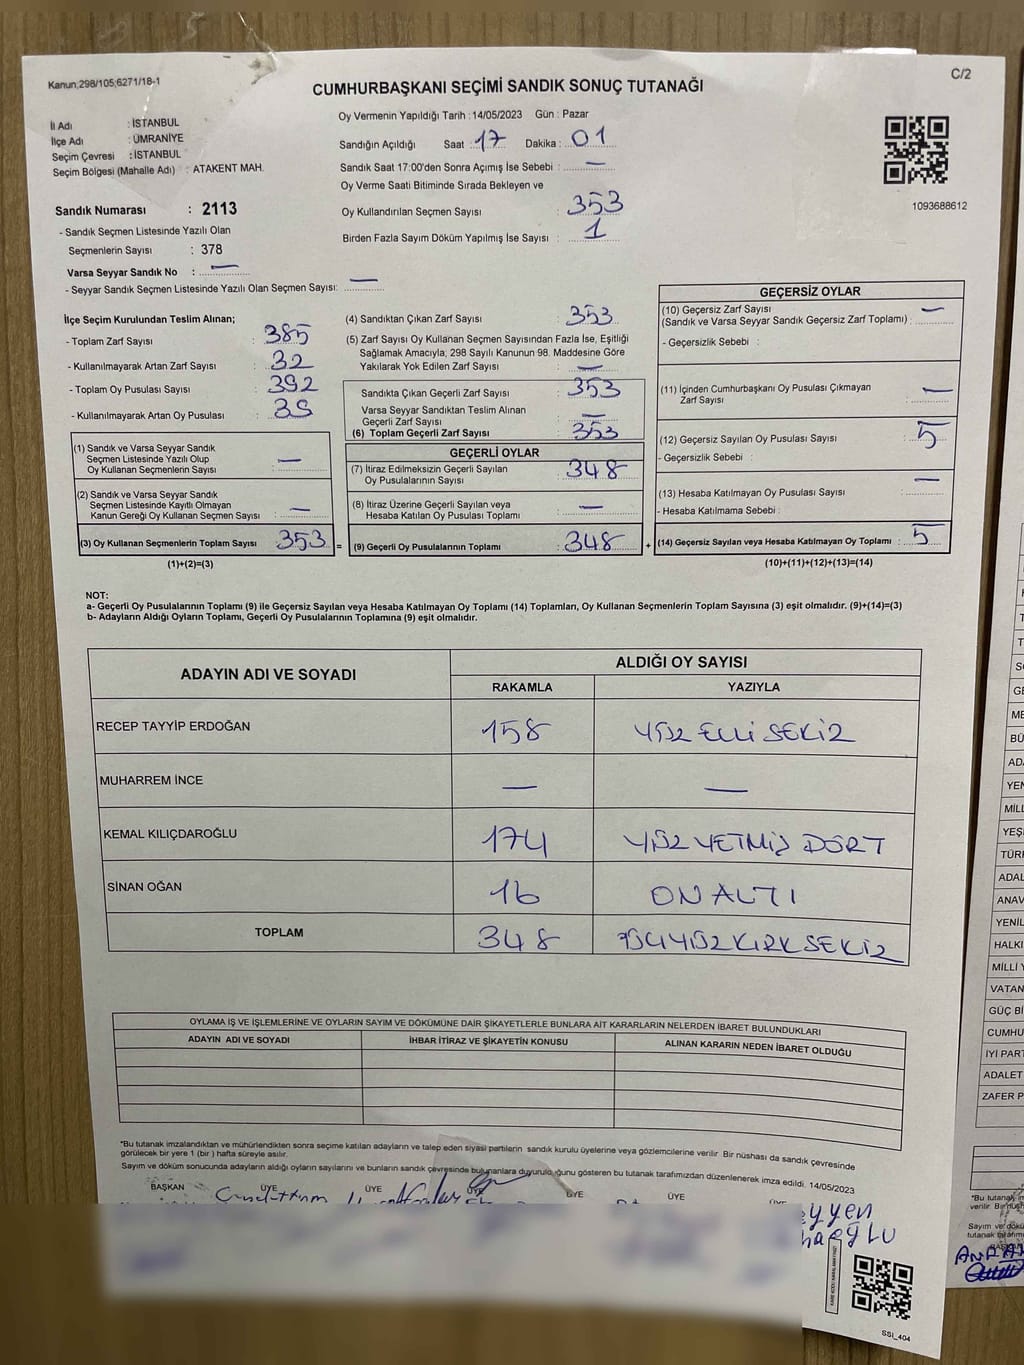 Kanun;298/105;6271/18-1
C/2
CUMHURBAŞKANI SEÇİMİ SANDIK SONUÇ TUTANAĞI
İl Adı : İSTANBUL
İlçe Adı : ÜMRANİYE
Seçim Çevresi : İSTANBUL
Seçim Bölgesi (Mahalle Adı) : ATAKENT MAH.
Oy Vermenin Yapıldığı Tarih : 14/05/2023 Gün : Pazar
Sandığın Açıldığı Saat : 17 Dakika : 01
Sandık Saat 17:00'den Sonra Açımış İse Sebebi : —
Oy Verme Saati Bitiminde Sırada Bekleyen ve
Oy Kullandırılan Seçmen Sayısı : 353
Birden Fazla Sayım Döküm Yapılmış İse Sayısı : 1
1093688612
Sandık Numarası : 2113
- Sandık Seçmen Listesinde Yazılı Olan
Seçmenlerin Sayısı : 378
Varsa Seyyar Sandık No : —
- Seyyar Sandık Seçmen Listesinde Yazılı Olan Seçmen Sayısı: —
İlçe Seçim Kurulundan Teslim Alınan;
- Toplam Zarf Sayısı : 385
- Kullanılmayarak Artan Zarf Sayısı : 32
- Toplam Oy Pusulası Sayısı : 392
- Kullanılmayarak Artan Oy Pusulası : 39
(1) Sandık ve Varsa Seyyar Sandık
Seçmen Listesinde Yazılı Olup
Oy Kullanan Seçmenlerin Sayısı : —
(2) Sandık ve Varsa Seyyar Sandık
Seçmen Listesinde Kayıtlı Olmayan
Kanun Gereği Oy Kullanan Seçmen Sayısı : —
(3) Oy Kullanan Seçmenlerin Toplam Sayısı 353 =
(1)+(2)=(3)
(4) Sandıktan Çıkan Zarf Sayısı : 353
(5) Zarf Sayısı Oy Kullanan Seçmen Sayısından Fazla İse, Eşitliği
Sağlamak Amacıyla; 298 Sayılı Kanunun 98. Maddesine Göre
Yakılarak Yok Edilen Zarf Sayısı : —
Sandıkta Çıkan Geçerli Zarf Sayısı : 353
Varsa Seyyar Sandıktan Teslim Alınan
Geçerli Zarf Sayısı : —
(6) Toplam Geçerli Zarf Sayısı : 353
GEÇERLİ OYLAR
(7) İtiraz Edilmeksizin Geçerli Sayılan
Oy Pusulalarının Sayısı : 348
(8) İtiraz Üzerine Geçerli Sayılan veya
Hesaba Katılan Oy Pusulası Toplamı : —
(9) Geçerli Oy Pusulalarının Toplamı : 348 +
GEÇERSİZ OYLAR
(10) Geçersiz Zarf Sayısı
(Sandık ve Varsa Seyyar Sandık Geçersiz Zarf Toplamı) : —
- Geçersizlik Sebebi :
(11) İçinden Cumhurbaşkanı Oy Pusulası Çıkmayan
Zarf Sayısı : —
(12) Geçersiz Sayılan Oy Pusulası Sayısı : 5
- Geçersizlik Sebebi :
(13) Hesaba Katılmayan Oy Pusulası Sayısı : —
- Hesaba Katılmama Sebebi :
(14) Geçersiz Sayılan veya Hesaba Katılmayan Oy Toplamı : 5
(10)+(11)+(12)+(13)=(14)
NOT:
a- Geçerli Oy Pusulalarının Toplamı (9) ile Geçersiz Sayılan veya Hesaba Katılmayan Oy Toplamı (14) Toplamları, Oy Kullanan Seçmenlerin Toplam Sayısına (3) eşit olmalıdır. (9)+(14)=(3)
b- Adayların Aldığı Oyların Toplamı, Geçerli Oy Pusulalarının Toplamına (9) eşit olmalıdır.
ADAYIN ADI VE SOYADI ALDIĞI OY SAYISI
RAKAMLA YAZIYLA
RECEP TAYYİP ERDOĞAN 158 YÜZ ELLİ SEKİZ
MUHARREM İNCE — —
KEMAL KILIÇDAROĞLU 174 YÜZ YETMİŞ DÖRT
SİNAN OĞAN 16 ON ALTI
TOPLAM 348 ÜÇ YÜZ KIRK SEKİZ
OYLAMA İŞ VE İŞLEMLERİNE VE OYLARIN SAYIM VE DÖKÜMÜNE DAİR ŞİKAYETLERLE BUNLARA AİT KARARLARIN NELERDEN İBARET BULUNDUKLARI
ADAYIN ADI VE SOYADI İHBAR İTİRAZ VE ŞİKAYETİN KONUSU ALINAN KARARIN NEDEN İBARET OLDUĞU
*Bu tutanak imzalandıktan ve mühürlendikten sonra seçime katılan adayların ve talep eden siyasi partilerin sandık kurulu üyelerine veya gözlemcilerine verilir. Bir nüshası da sandık çevresinde
görülecek bir yere 1 (bir) hafta süreyle asılır.
Sayım ve döküm sonucunda adayların aldığı oyların sayılarını ve bunların sandık çevresinde bulunanlara duyurulduğunu gösteren bu tutanak tarafımızdan düzenlenerek imza edildi. 14/05/2023
BAŞKAN ÜYE ÜYE ÜYE ÜYE ÜYE
SSI_404